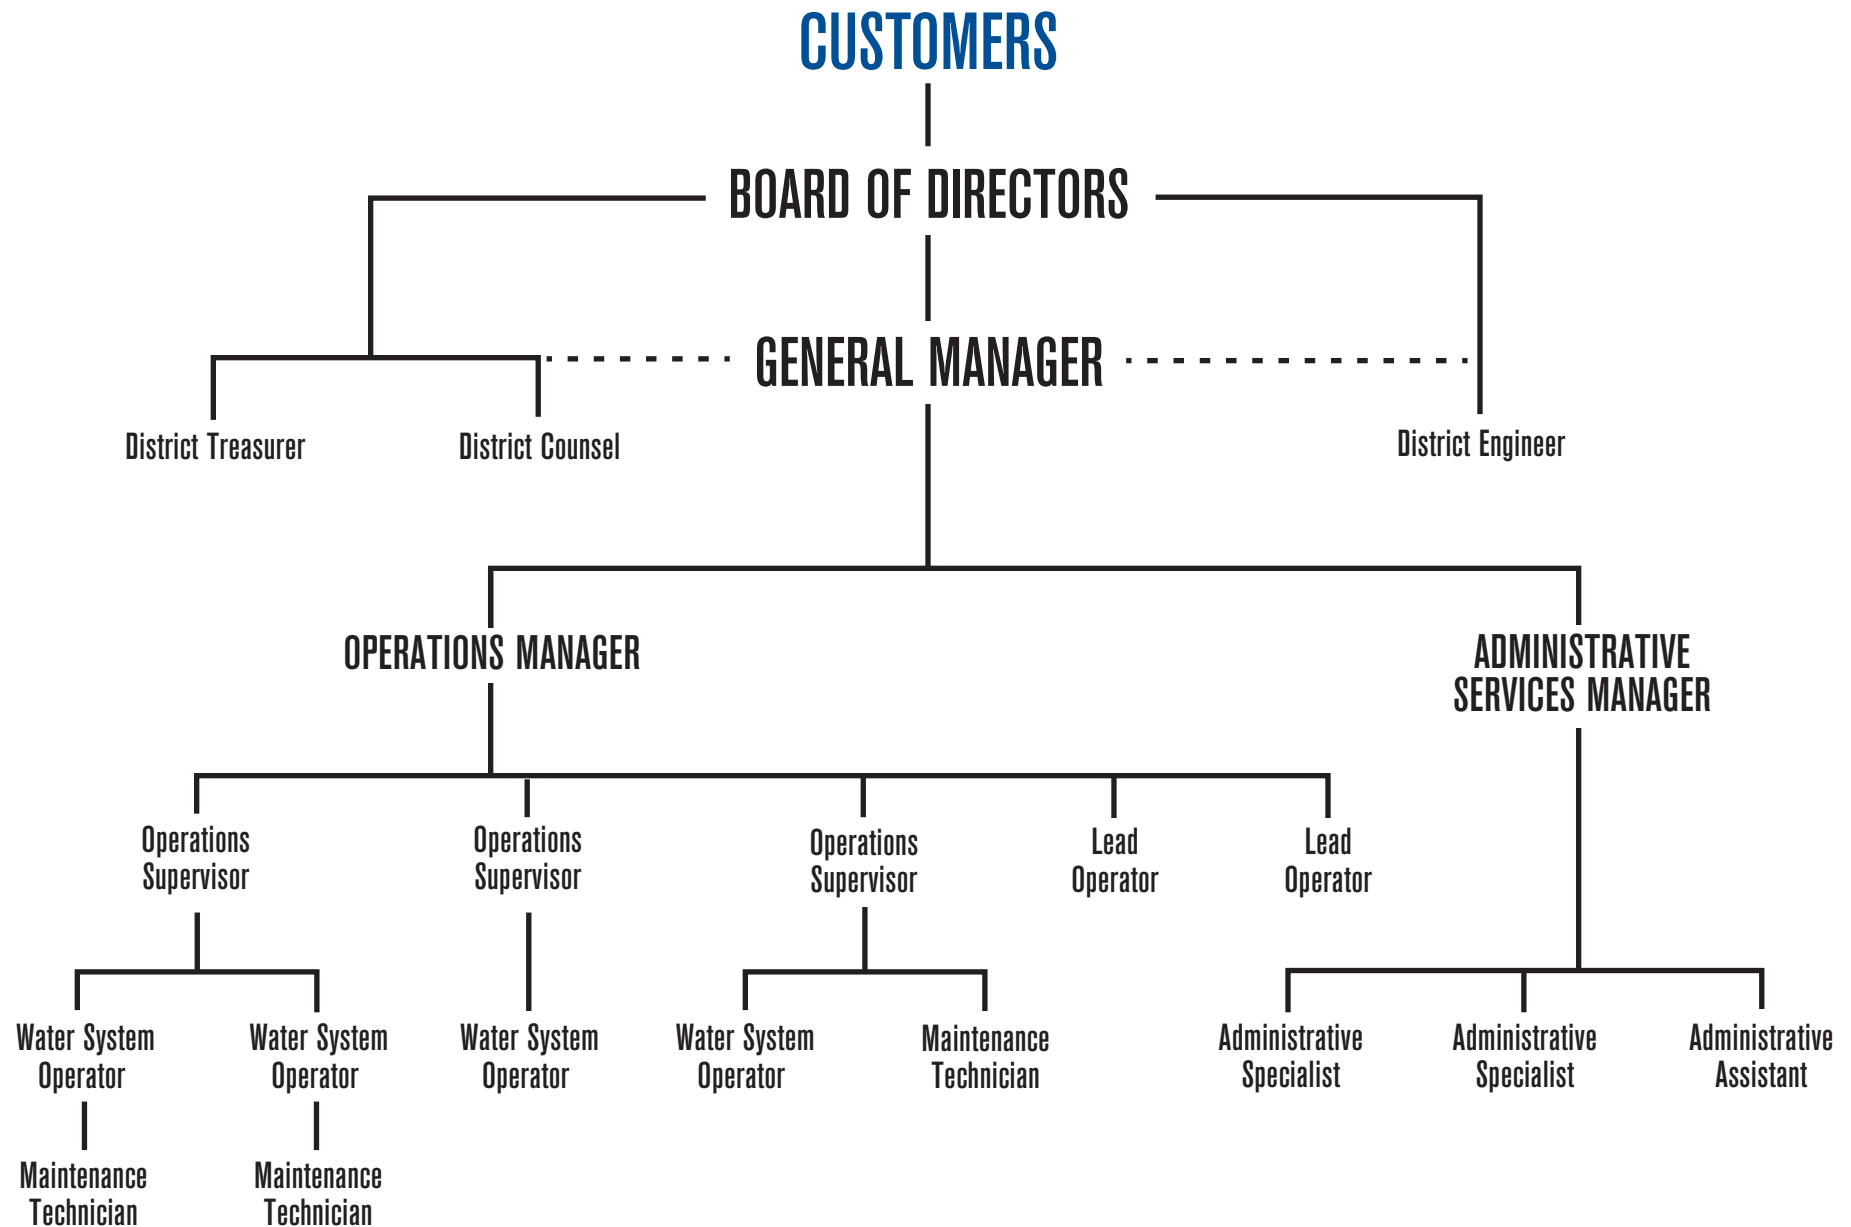 CUSTOMERS
BOARD OF DIRECTORS
GENERAL MANAGER
District Treasurer
District Counsel
District Engineer
OPERATIONS MANAGER
ADMINISTRATIVE
SERVICES MANAGER
Operations
Supervisor
Operations
Supervisor
Operations
Supervisor
Lead
Operator
Lead
Operator
Water System
Operator
Water System
Operator
Water System
Operator
Water System
Operator
Maintenance
Technician
Administrative
Specialist
Administrative
Specialist
Administrative
Assistant
Maintenance
Technician
Maintenance
Technician